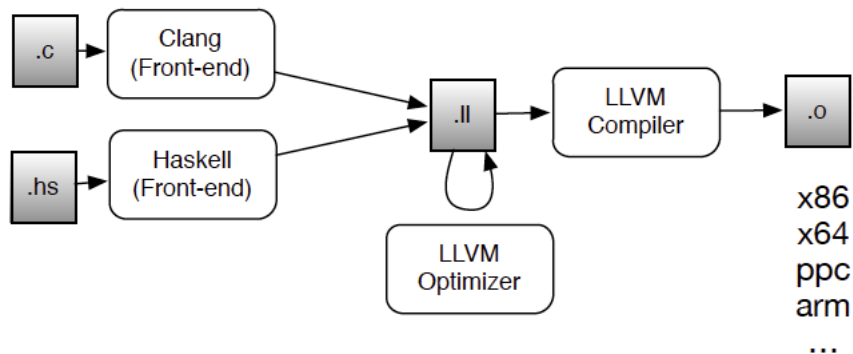 .c
Clang
(Front-end)
.hs
Haskell
(Front-end)
.ll
LLVM
Optimizer
LLVM
Compiler
.o
x86
x64
ppc
arm
...